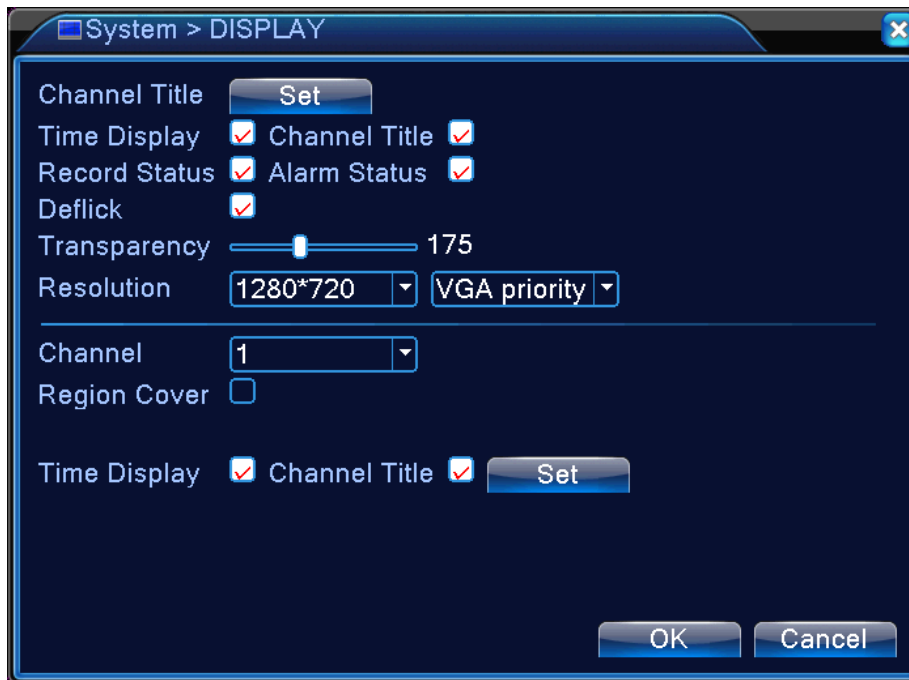 System > DISPLAY
Channel Title Set
Time Display Channel Title
Record Status Alarm Status
Deflick
Transparency 175
Resolution 1280*720 VGA priority
Channel 1
Region Cover
Time Display Channel Title Set
OK Cancel